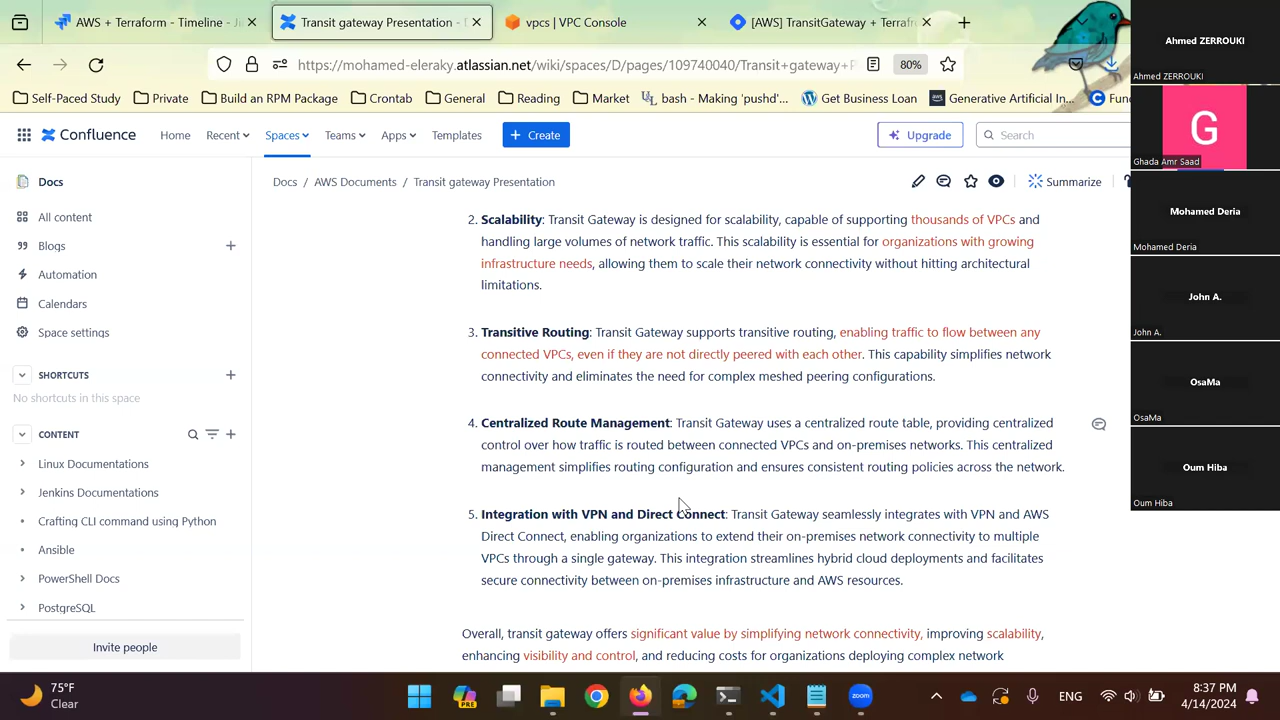 AWS + Terraform - Timeline - Je
Transit gateway Presentation - D
vpcs | VPC Console
[AWS] TransitGateway + Terrafr
https://mohamed-eleraky.atlassian.net/wiki/spaces/D/pages/109740040/Transit+gateway+P
80%
Self-Paced Study
Private
Build an RPM Package
Crontab
General
Reading
Market
bash - Making 'pushd'...
Get Business Loan
Generative Artificial In...
Fun
Confluence
Home
Recent
Spaces
Teams
Apps
Templates
Create
Upgrade
Search
Docs
All content
Blogs
Automation
Calendars
Space settings
SHORTCUTS
No shortcuts in this space
CONTENT
Linux Documentations
Jenkins Documentations
Crafting CLI command using Python
Ansible
PowerShell Docs
PostgreSQL
Invite people
Docs / AWS Documents / Transit gateway Presentation
Summarize
2. Scalability: Transit Gateway is designed for scalability, capable of supporting thousands of VPCs and
handling large volumes of network traffic. This scalability is essential for organizations with growing
infrastructure needs, allowing them to scale their network connectivity without hitting architectural
limitations.
3. Transitive Routing: Transit Gateway supports transitive routing, enabling traffic to flow between any
connected VPCs, even if they are not directly peered with each other. This capability simplifies network
connectivity and eliminates the need for complex meshed peering configurations.
4. Centralized Route Management: Transit Gateway uses a centralized route table, providing centralized
control over how traffic is routed between connected VPCs and on-premises networks. This centralized
management simplifies routing configuration and ensures consistent routing policies across the network.
5. Integration with VPN and Direct Connect: Transit Gateway seamlessly integrates with VPN and AWS
Direct Connect, enabling organizations to extend their on-premises network connectivity to multiple
VPCs through a single gateway. This integration streamlines hybrid cloud deployments and facilitates
secure connectivity between on-premises infrastructure and AWS resources.
Overall, transit gateway offers significant value by simplifying network connectivity, improving scalability,
enhancing visibility and control, and reducing costs for organizations deploying complex network
Ahmed ZERROUKI
Ahmed ZERROUKI
G
Ghada Amr Saad
Mohamed Deria
Mohamed Deria
John A.
John A.
OsaMa
OsaMa
Oum Hiba
Oum Hiba
75°F
Clear
PRE
zoom
ENG
8:37 PM
4/14/2024